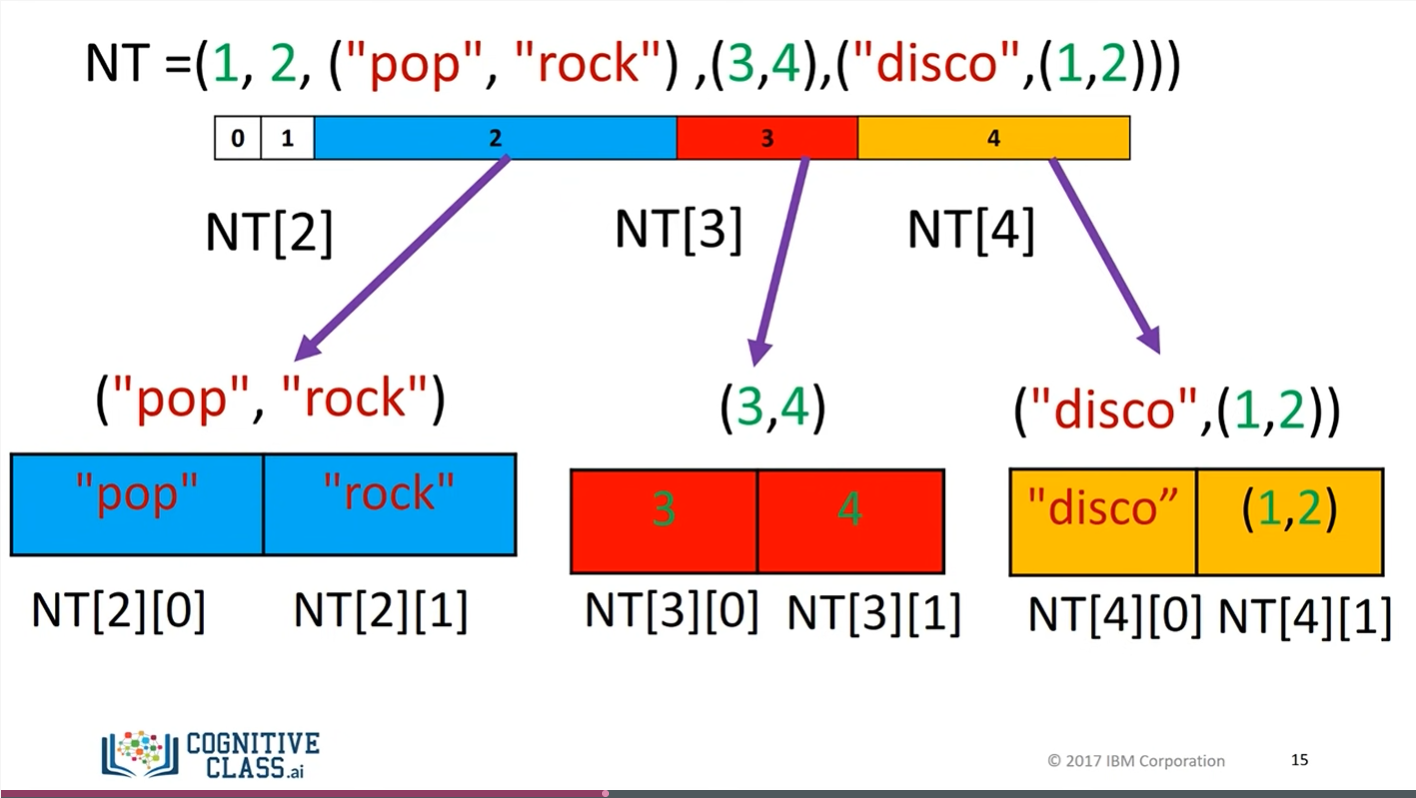 NT =(1, 2, ("pop", "rock") ,(3,4),("disco",(1,2)))
0 1 2 3 4
NT[2] NT[3] NT[4]
("pop", "rock") (3,4) ("disco",(1,2))
"pop" "rock" 3 4 "disco” (1,2)
NT[2][0] NT[2][1] NT[3][0] NT[3][1] NT[4][0] NT[4][1]
COGNITIVE
CLASS.ai
© 2017 IBM Corporation 15